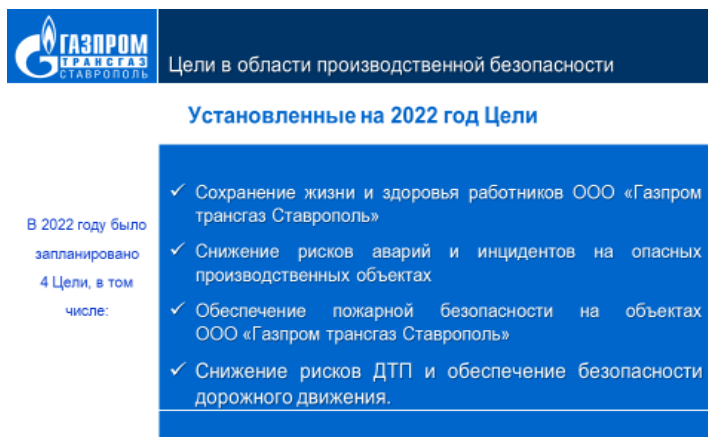 ГАЗПРОМ
ТРАНСГАЗ
СТАВРОПОЛЬ
Цели в области производственной безопасности
Установленные на 2022 год Цели
В 2022 году было
запланировано
4 Цели, в том
числе:
✓ Сохранение жизни и здоровья работников ООО «Газпром
трансгаз Ставрополь»
✓ Снижение рисков аварий и инцидентов на опасных
производственных объектах
✓ Обеспечение пожарной безопасности на объектах
ООО «Газпром трансгаз Ставрополь»
✓ Снижение рисков ДТП и обеспечение безопасности
дорожного движения.